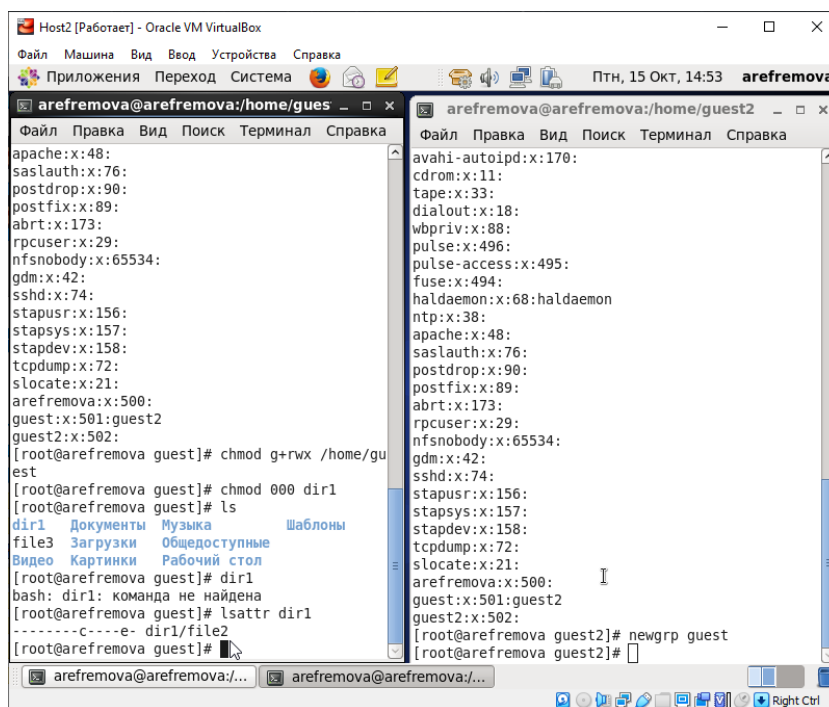 Host2 [Работает] - Oracle VM VirtualBox
Файл Машина Вид Ввод Устройства Справка
Приложения Переход Система Птн, 15 Окт, 14:53 arefremova
arefremova@arefremova:/home/gues
Файл Правка Вид Поиск Терминал Справка
apache:x:48:
saslauth:x:76:
postdrop:x:90:
postfix:x:89:
abrt:x:173:
rpcuser:x:29:
nfsnobody:x:65534:
gdm:x:42:
sshd:x:74:
stapusr:x:156:
stapsys:x:157:
stapdev:x:158:
tcpdump:x:72:
slocate:x:21:
arefremova:x:500:
guest:x:501:guest2
guest2:x:502:
[root@arefremova guest]# chmod g+rwx /home/gu
est
[root@arefremova guest]# chmod 000 dir1
[root@arefremova guest]# ls
dir1 Документы Музыка Шаблоны
file3 Загрузки Общедоступные
Видео Картинки Рабочий стол
[root@arefremova guest]# dir1
bash: dir1: команда не найдена
[root@arefremova guest]# lsattr dir1
--------c----e- dir1/file2
[root@arefremova guest]#
arefremova@arefremova:/home/guest2
Файл Правка Вид Поиск Терминал Справка
avahi-autoipd:x:170:
cdrom:x:11:
tape:x:33:
dialout:x:18:
wbpriv:x:88:
pulse:x:496:
pulse-access:x:495:
fuse:x:494:
haldaemon:x:68:haldaemon
ntp:x:38:
apache:x:48:
saslauth:x:76:
postdrop:x:90:
postfix:x:89:
abrt:x:173:
rpcuser:x:29:
nfsnobody:x:65534:
gdm:x:42:
sshd:x:74:
stapusr:x:156:
stapsys:x:157:
stapdev:x:158:
tcpdump:x:72:
slocate:x:21:
arefremova:x:500:
guest:x:501:guest2
guest2:x:502:
[root@arefremova guest2]# newgrp guest
[root@arefremova guest2]#
arefremova@arefremova:/... arefremova@arefremova:/...
Right Ctrl